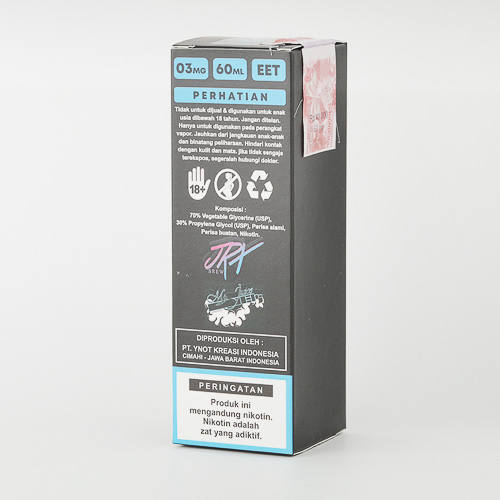 03MG 60ML EET
PERHATIAN
Tidak untuk dijual & digunakan untuk anak
usia dibawah 18 tahun. Jangan ditelan.
Hanya untuk digunakan pada perangkat
vapor. Jauhkan dari jangkauan anak-anak
dan binatang peliharaan. Hindari kontak
dengan kulit dan mata. jika tidak sengaja
terekspos, segeralah hubungi dokter.
18+
Komposisi :
70% Vegetable Glycerine (USP),
30% Propylene Glycol (USP), Perisa alami,
Perisa buatan, Nikotin.
JRX
BREW
DIPRODUKSI OLEH :
PT. YNOT KREASI INDONESIA
CIMAHI - JAWA BARAT INDONESIA
PERINGATAN
Produk ini
mengandung nikotin.
Nikotin adalah
zat yang adiktif.